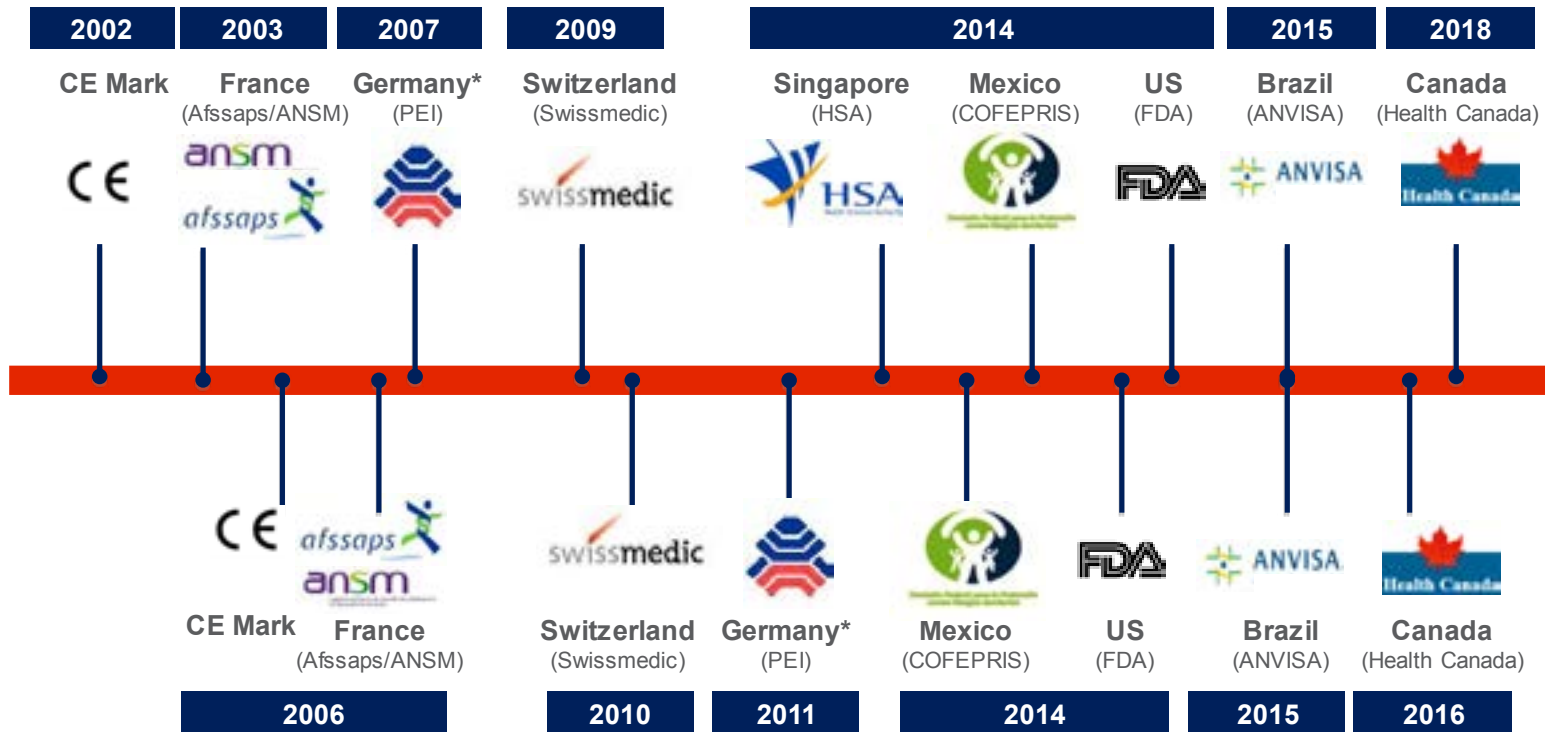 2002 2003 2007 2009 2014 2015 2018
CE Mark France Germany* Switzerland Singapore Mexico US Brazil Canada
(Afssaps/ANSM) (PEI) (Swissmedic) (HSA) (COFEPRIS) (FDA) (ANVISA) (Health Canada)
ansm
CE afssaps swissmedic HSA FDA ANVISA Health Canada
CE afssaps swissmedic FDA ANVISA Health Canada
ansm
CE Mark France Switzerland Germany* Mexico US Brazil Canada
(Afssaps/ANSM) (Swissmedic) (PEI) (COFEPRIS) (FDA) (ANVISA) (Health Canada)
2006 2010 2011 2014 2015 2016